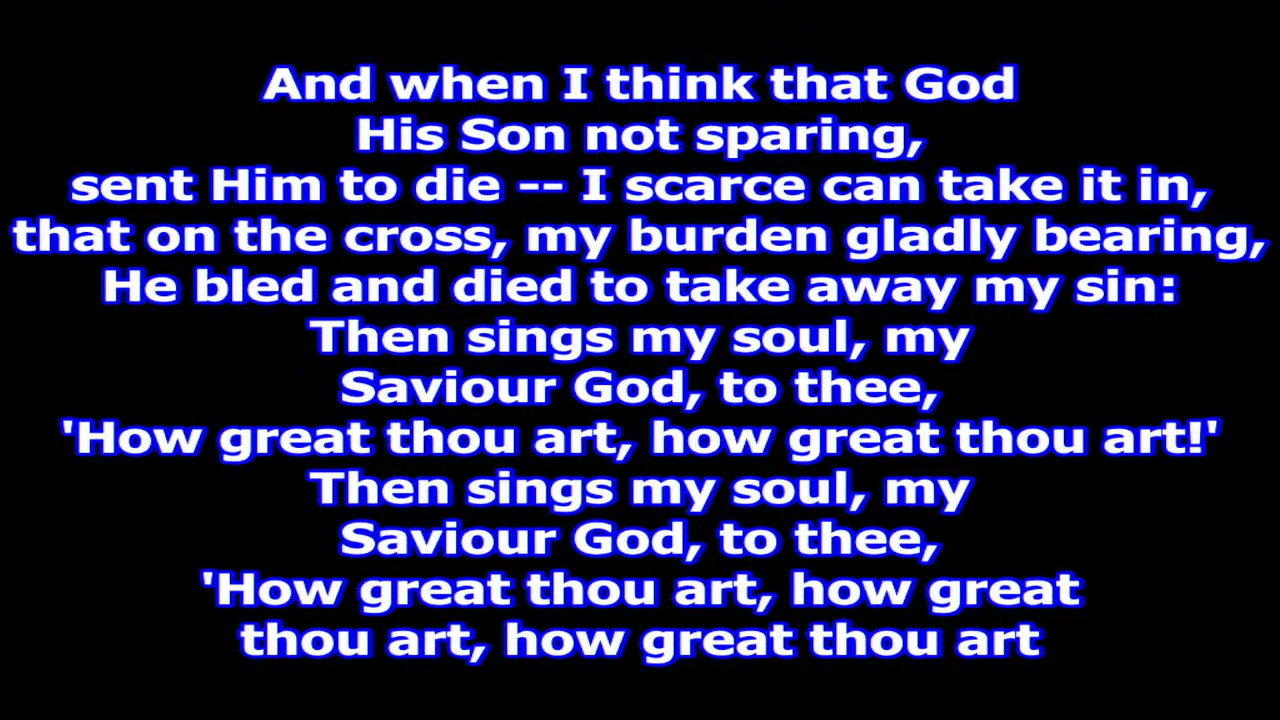 And when I think that God
His Son not sparing,
sent Him to die -- I scarce can take it in,
that on the cross, my burden gladly bearing,
He bled and died to take away my sin:
Then sings my soul, my
Saviour God, to thee,
'How great thou art, how great thou art!'
Then sings my soul, my
Saviour God, to thee,
'How great thou art, how great
thou art, how great thou art